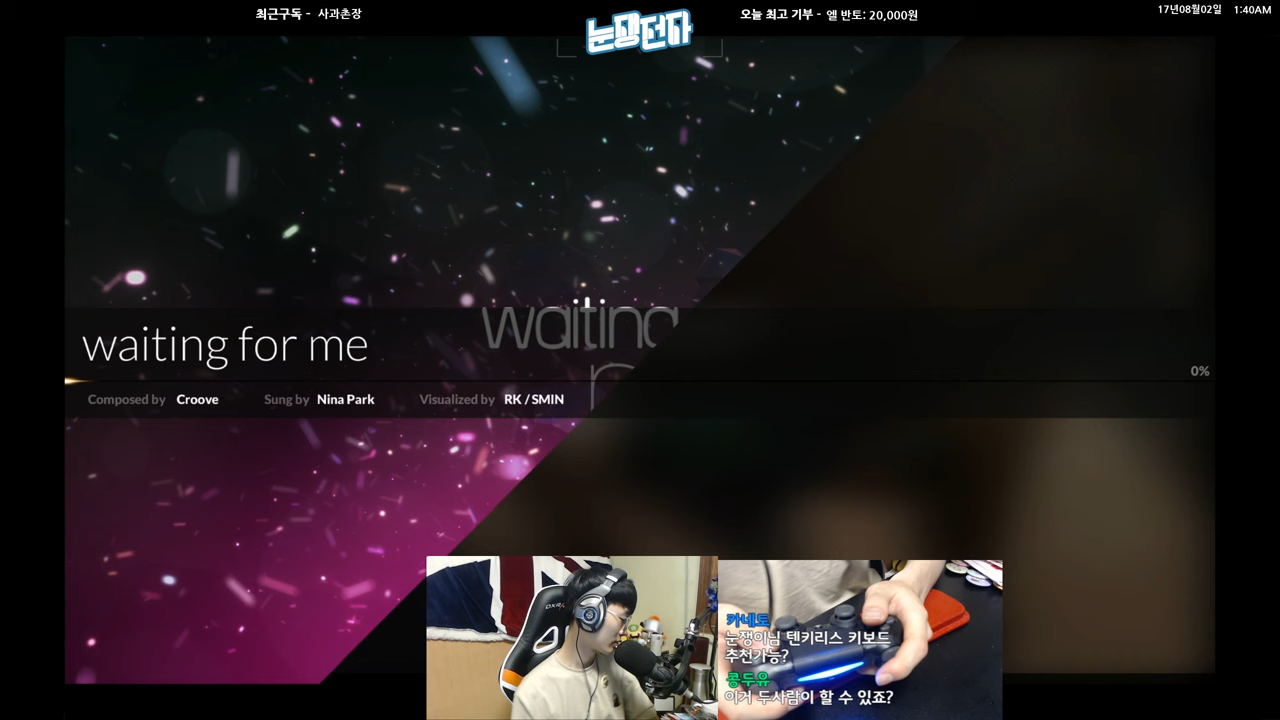 최근구독 - 사과촌장
눈쟁전자
오늘 최고 기부 - 엘 반토: 20,000원
17년08월02일 1:40AM
waiting
waiting for me
0%
Composed by Croove
Sung by Nina Park
Visualized by RK / SMIN
카네토
눈쟁이님 텐키리스 키보드
추천가능?
콩두유
이거 두사람이 할 수 있죠?